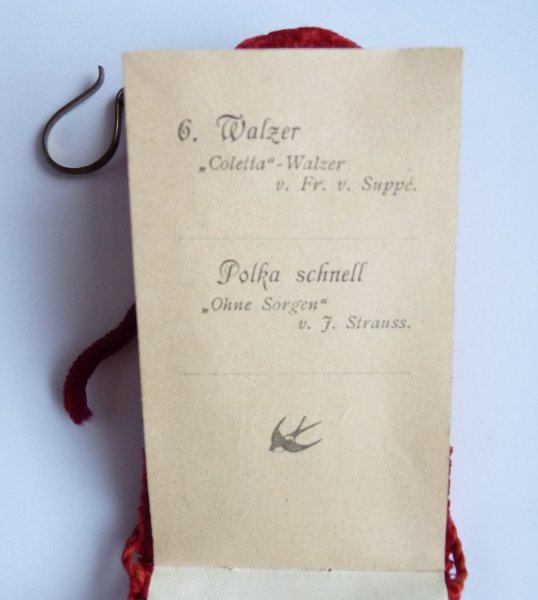 6. Walzer
„Coletta“-Walzer
v. Fr. v. Suppé.
Polka schnell
„Ohne Sorgen“
v. J. Strauss.